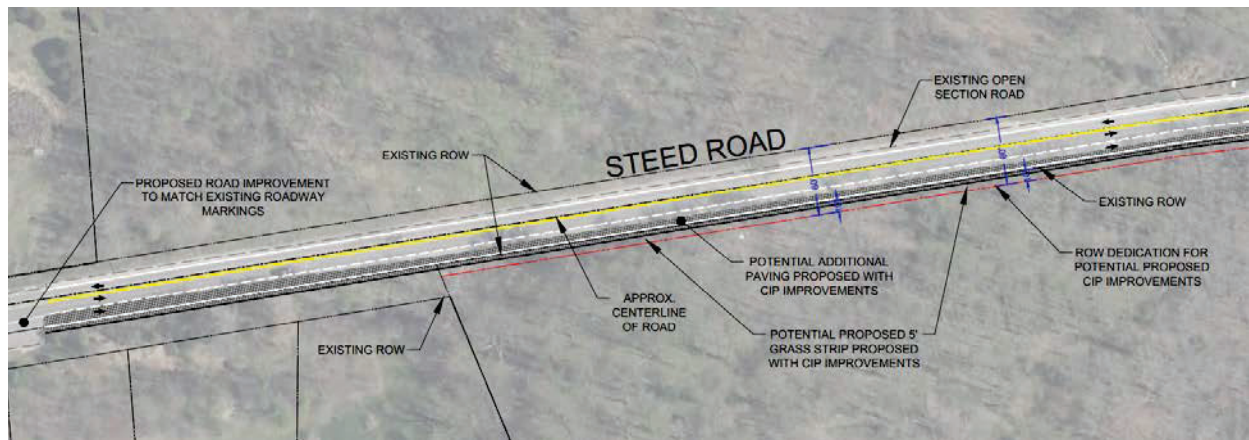 EXISTING OPEN
SECTION ROAD
STEED ROAD
EXISTING ROW
PROPOSED ROAD IMPROVEMENT
TO MATCH EXISTING ROADWAY
MARKINGS
60'
60'
EXISTING ROW
POTENTIAL ADDITIONAL
PAVING PROPOSED WITH
CIP IMPROVEMENTS
ROW DEDICATION FOR
POTENTIAL PROPOSED
CIP IMPROVEMENTS
APPROX.
CENTERLINE
OF ROAD
EXISTING ROW
POTENTIAL PROPOSED 5'
GRASS STRIP PROPOSED
WITH CIP IMPROVEMENTS